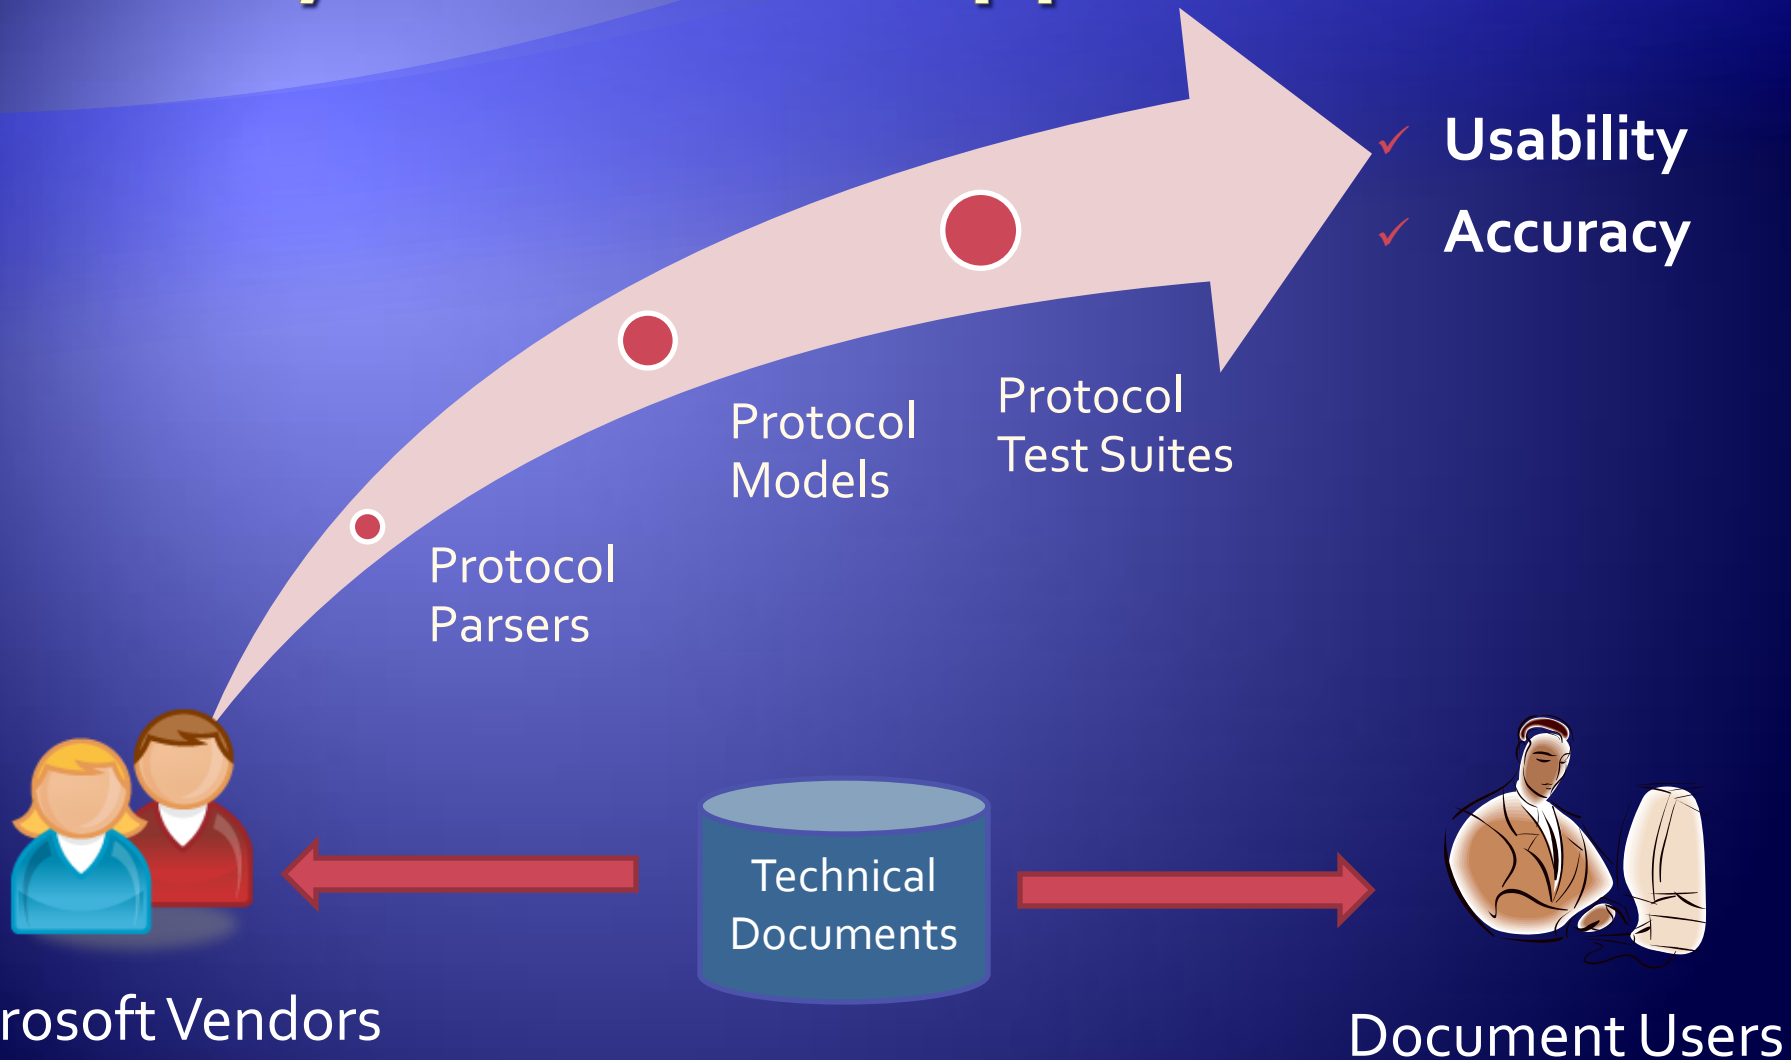 Usability
Accuracy
Protocol
Test Suites
Protocol
Models
Protocol
Parsers
Technical
Documents
rosoft Vendors
Document Users